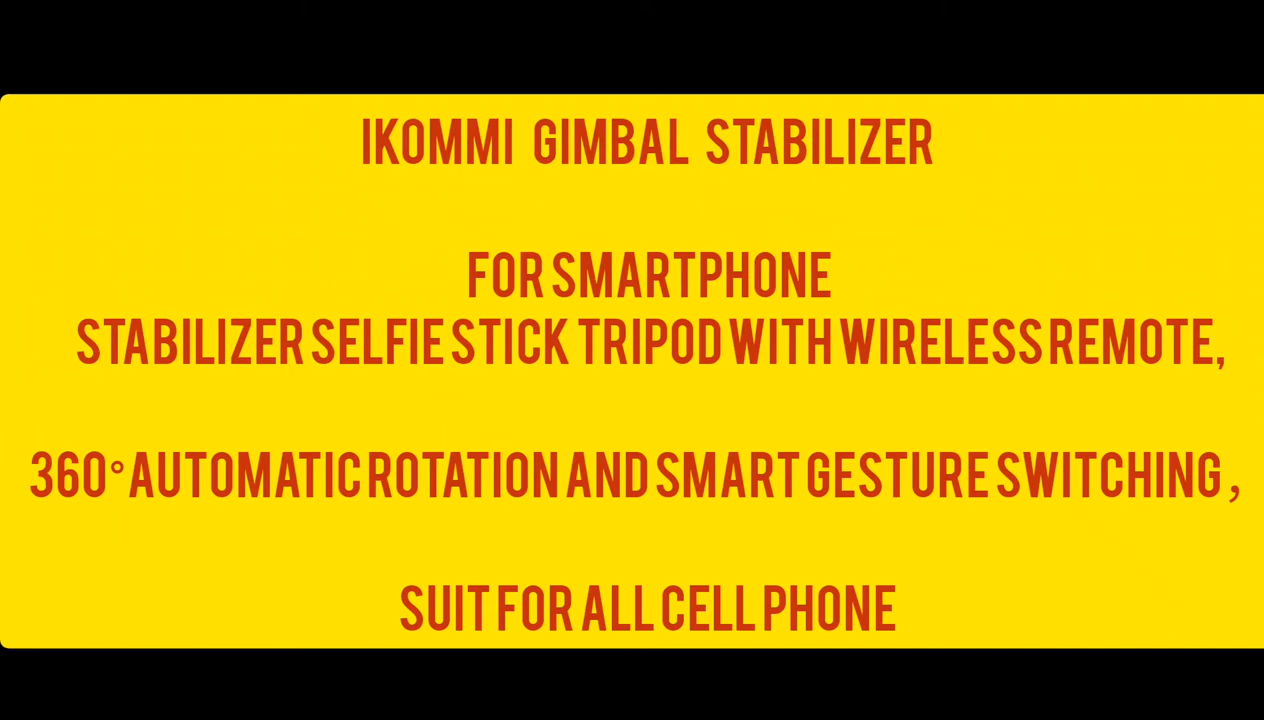 IKOMMI GIMBAL STABILIZER
FOR SMARTPHONE
STABILIZER SELFIE STICK TRIPOD WITH WIRELESS REMOTE,
360° AUTOMATIC ROTATION AND SMART GESTURE SWITCHING ,
SUIT FOR ALL CELL PHONE